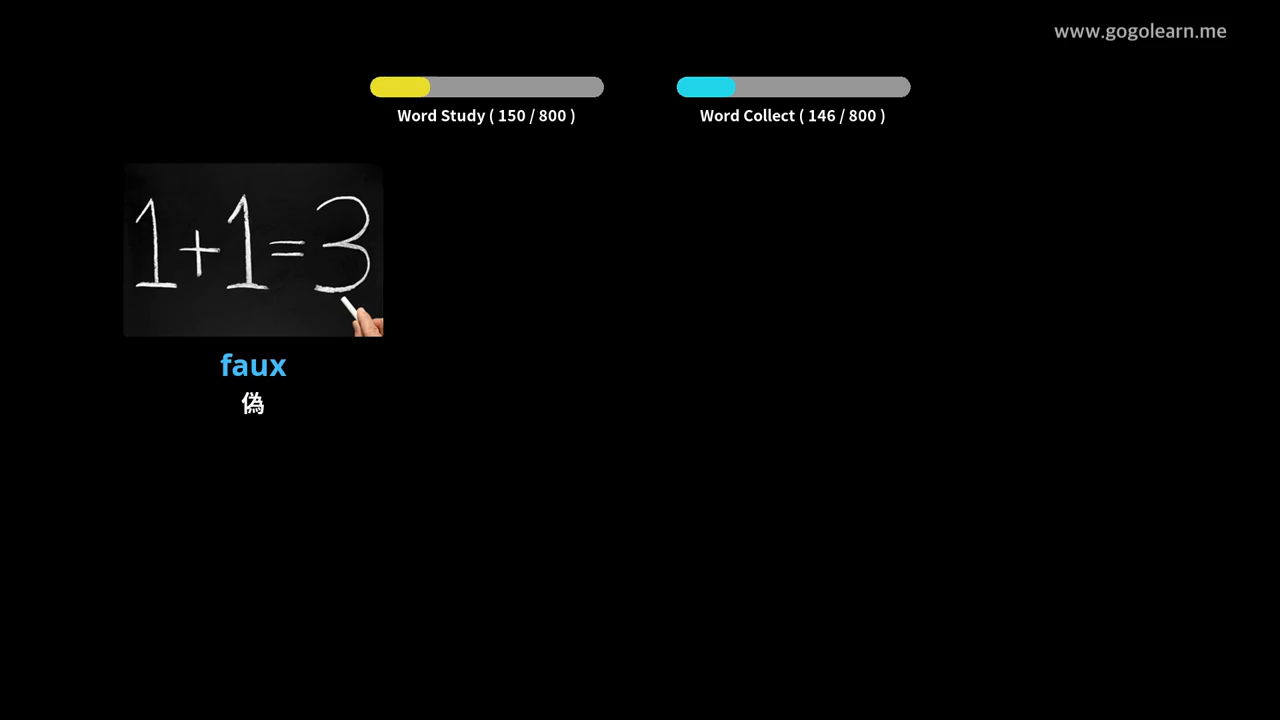 www.gogolearn.me
Word Study ( 150 / 800 )
Word Collect ( 146 / 800 )
1+1=3
faux
偽